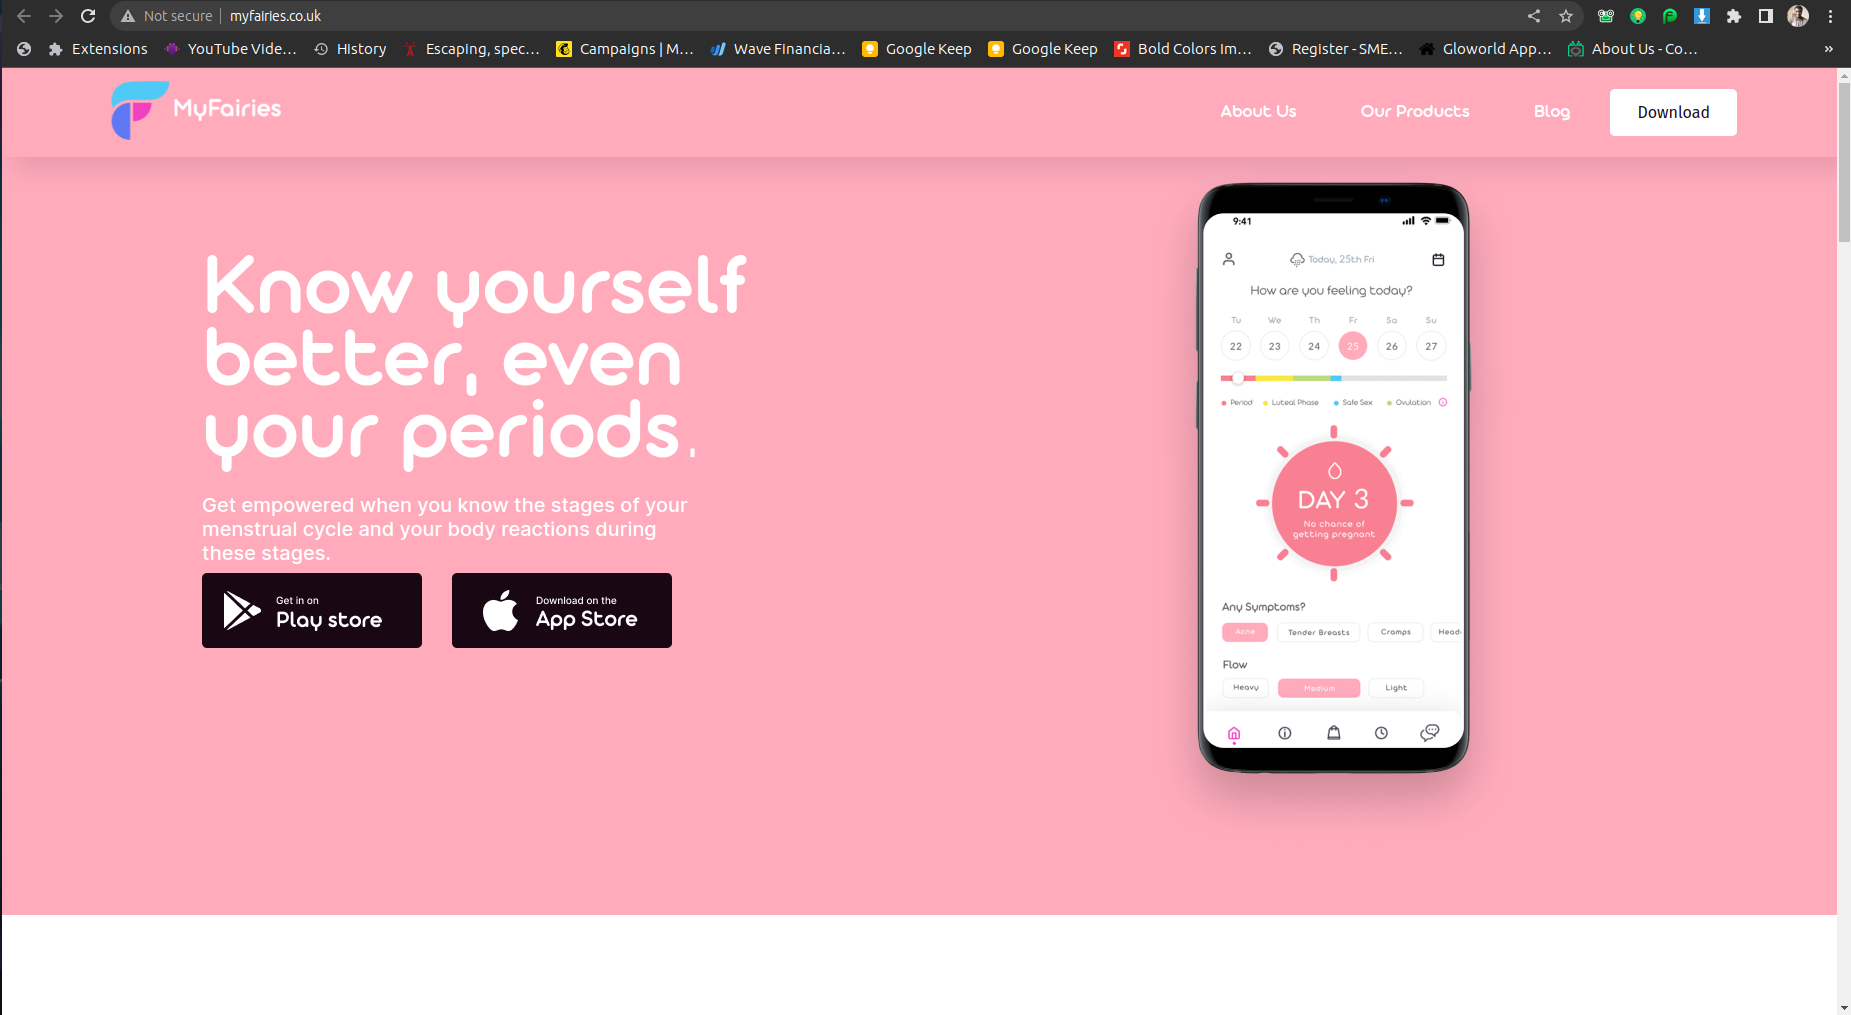 Not secure
myfairies.co.uk
Extensions
YouTube Vide...
History
Escaping, spec...
Campaigns | M...
Wave Financia...
Google Keep
Google Keep
Bold Colors Im...
Register - SME...
Gloworld App...
About Us - Co...
»
MyFairies
About Us
Our Products
Blog
Download
Know yourself
better, even
your periods.
Get empowered when you know the stages of your
menstrual cycle and your body reactions during
these stages.
Get in on
Play store
Download on the
App Store
9:41
Today, 25th Fri
How are you feeling today?
Tu We Th Fr Sa Su
22 23 24 25 26 27
Period Luteal Phase Safe Sex Ovulation
DAY 3
No chance of
getting pregnant
Any Symptoms?
Acne Tender Breasts Cramps Head-
Flow
Heavy Medium Light